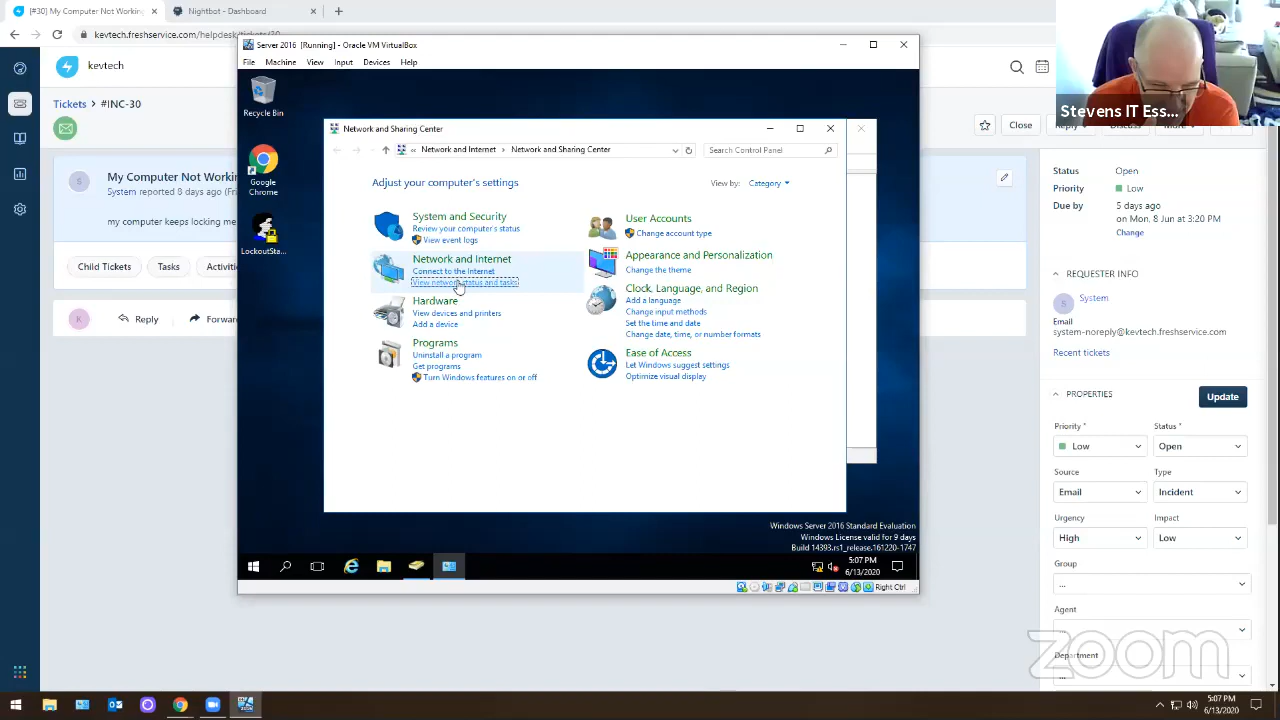 [#30] My Computer Not Working
Nightbot - Dashboard
kevtech.freshservice.com/helpdesk/tickets/30
kevtech
Tickets > #INC-30
Close
Reply
Discuss
More
My Computer Not Workin
System reported 8 days ago (Fri
my computer keeps locking me
Child Tickets
Tasks
Activiti
Reply
Forwar
Server 2016 [Running] - Oracle VM VirtualBox
File Machine View Input Devices Help
Recycle Bin
Google
Chrome
LockoutSta...
Network and Sharing Center
« Network and Internet > Network and Sharing Center
Search Control Panel
Adjust your computer's settings
View by: Category
System and Security
Review your computer's status
View event logs
Network and Internet
Connect to the Internet
View network status and tasks
Hardware
View devices and printers
Add a device
Programs
Uninstall a program
Get programs
Turn Windows features on or off
User Accounts
Change account type
Appearance and Personalization
Change the theme
Clock, Language, and Region
Add a language
Change input methods
Set the time and date
Change date, time, or number formats
Ease of Access
Let Windows suggest settings
Optimize visual display
Windows Server 2016 Standard Evaluation
Windows License valid for 9 days
Build 14393.rs1_release.161220-1747
5:07 PM
6/13/2020
Right Ctrl
Stevens IT Ess...
Status Open
Priority Low
Due by 5 days ago
on Mon, 8 Jun at 3:20 PM
Change
REQUESTER INFO
S
System
Email
system-noreply@kevtech.freshservice.com
Recent tickets
PROPERTIES
Update
Priority * Status *
Low Open
Source Type
Email Incident
Urgency Impact
High Low
Group
...
Agent
...
Department
...
zoom
5:07 PM
6/13/2020